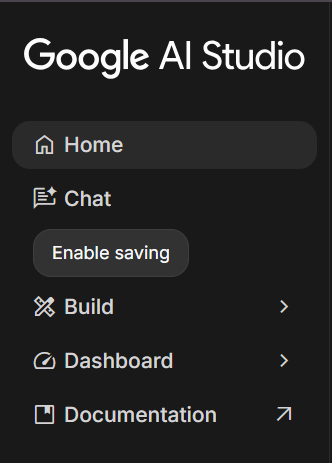 Google AI Studio
Home
Chat
Enable saving
Build
Dashboard
Documentation